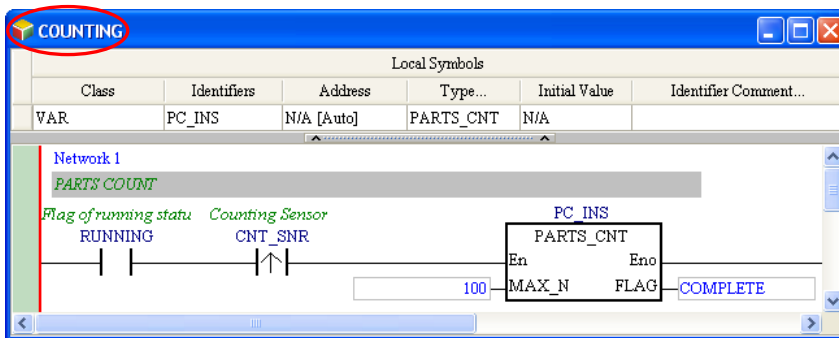 COUNTING
Local Symbols
Class Identifiers Address Type... Initial Value Identifier Comment...
VAR PC_INS N/A [Auto] PARTS_CNT N/A
Network 1
PARTS COUNT
Flag of running statu Counting Sensor PC_INS
RUNNING CNT_SNR PARTS_CNT
En Eno
100 MAX_N FLAG COMPLETE